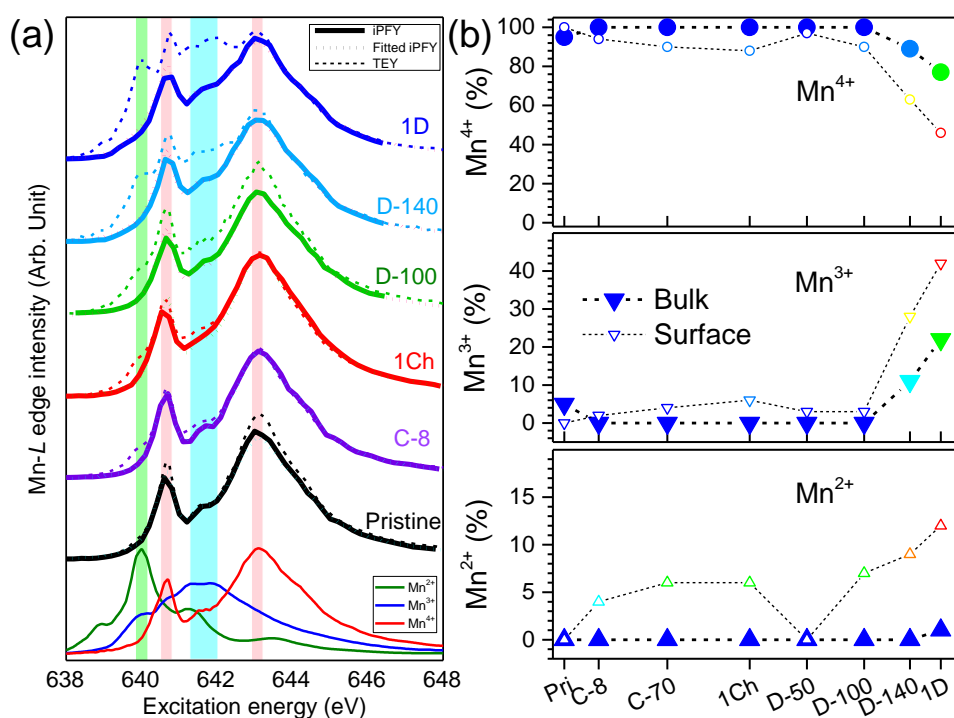 (a)
Mn-L edge intensity (Arb. Unit)
iPFY
Fitted iPFY
TEY
1D
D-140
D-100
1Ch
C-8
Pristine
Mn2+
Mn3+
Mn4+
638 640 642 644 646 648
Excitation energy (eV)
(b)
Mn4+ (%)
100
80
60
40
20
0
Mn4+
Mn3+ (%)
40
30
20
10
0
Mn3+
Bulk
Surface
Mn2+ (%)
15
10
5
0
Mn2+
Pri C-8 C-70 1Ch D-50 D-100 D-140 1D